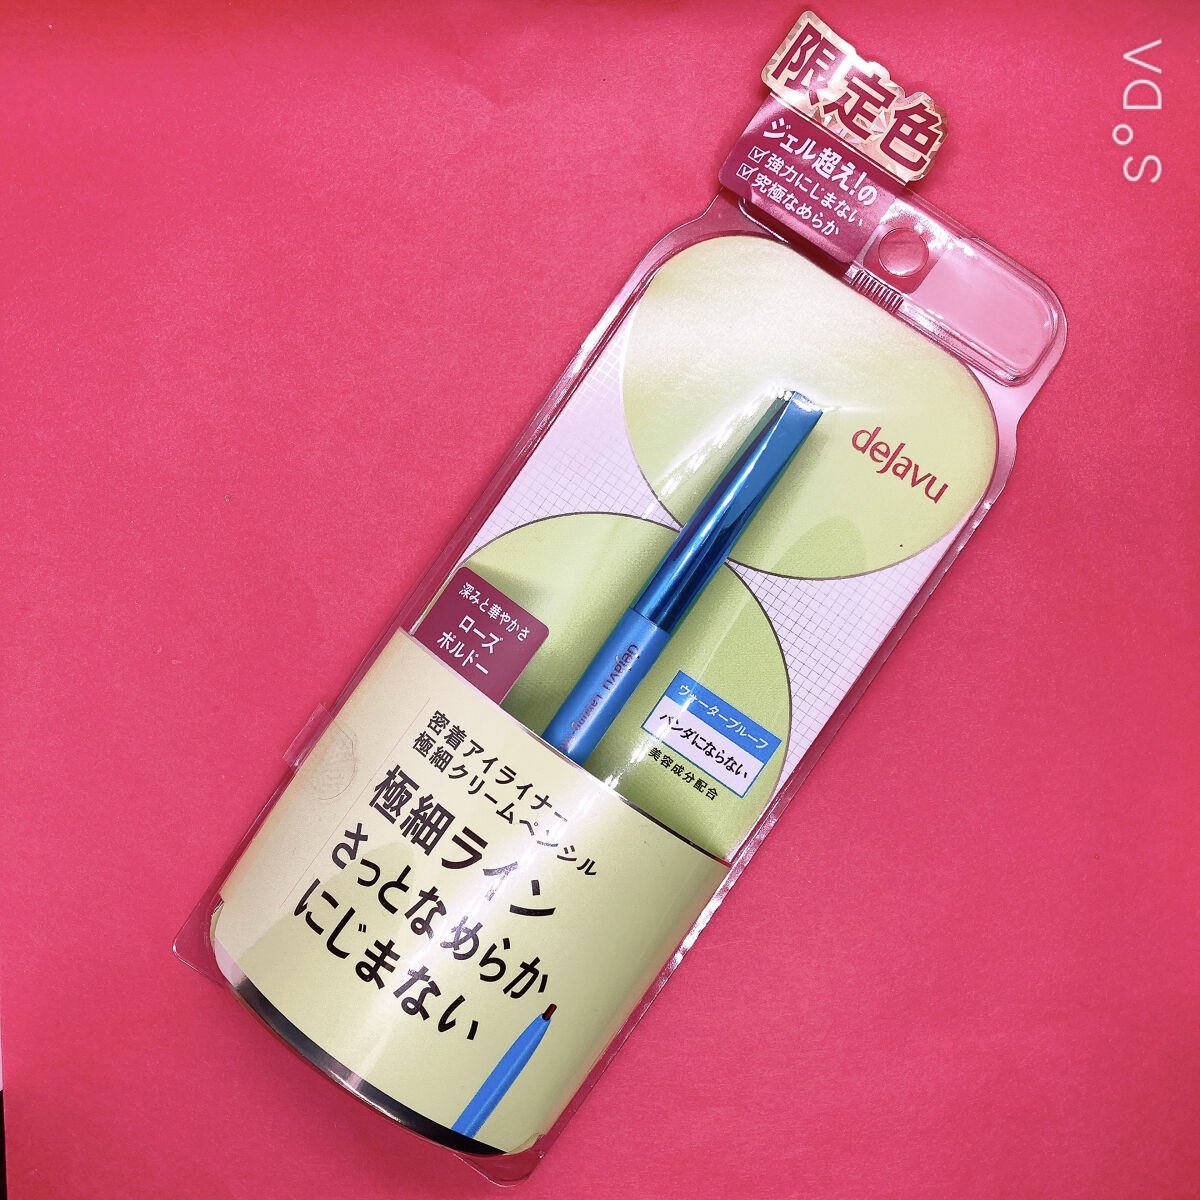 SODA
限定色
ジェル超え!の
強力にじまない
究極なめらか
dejavu
深みと華やかさ
ローズ
ボルドー
dejavu
ウォータープルーフ
パンダにならない
美容成分配合
密着アイライナー
極細クリームペンシル
極細ライン
さっとなめらか
にじまない